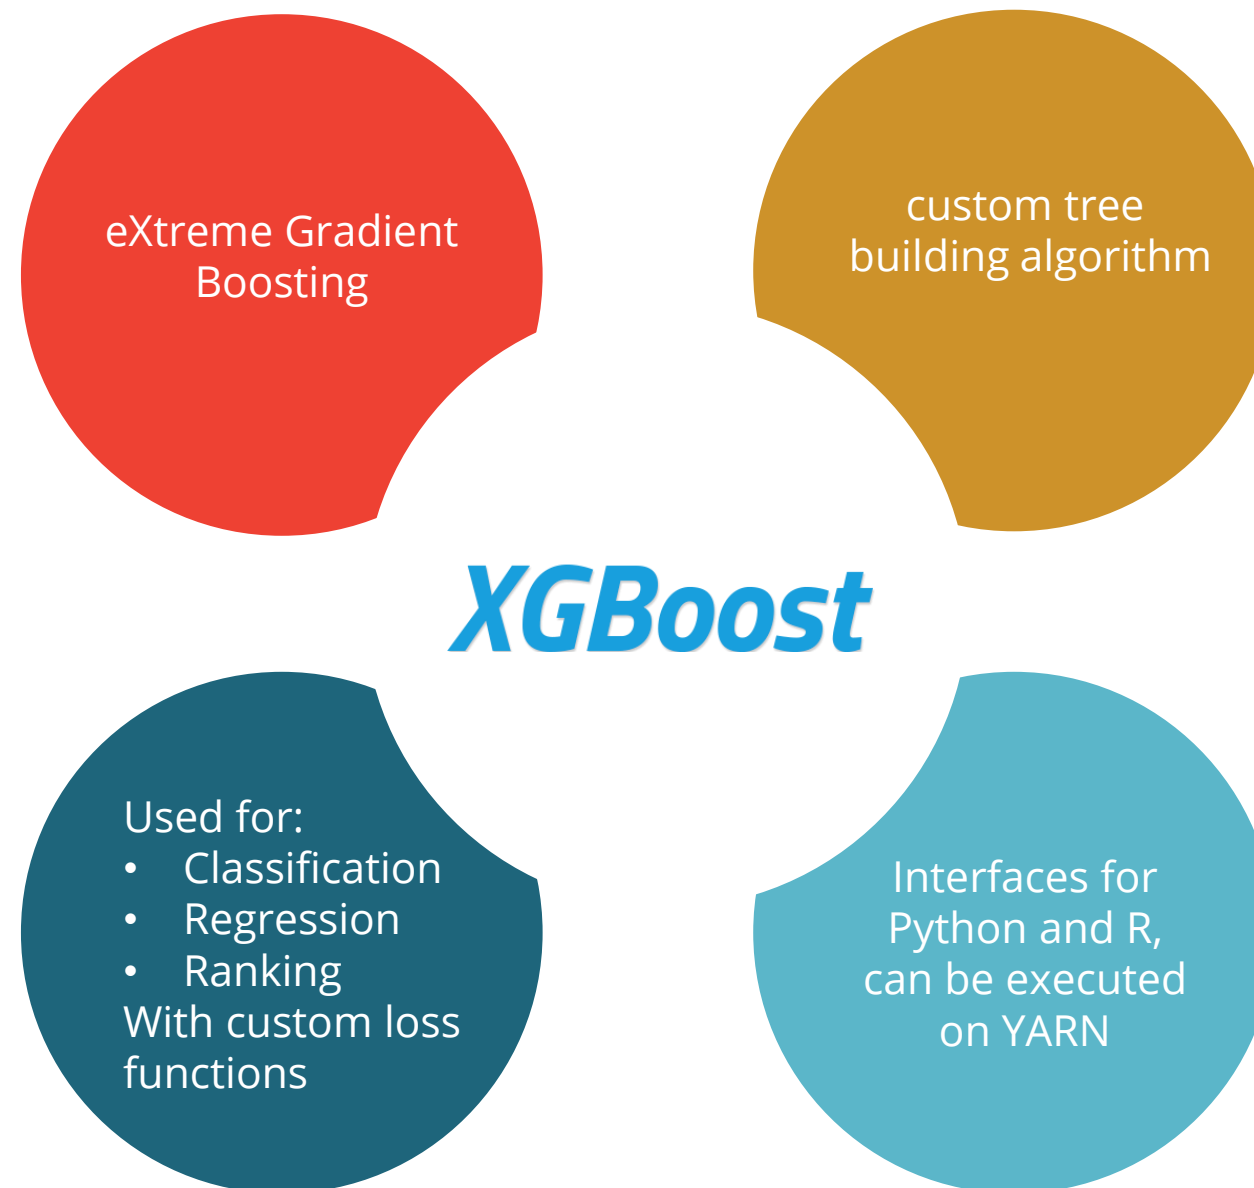 eXtreme Gradient
Boosting
custom tree
building algorithm
XGBoost
Used for:
• Classification
• Regression
• Ranking
With custom loss
functions
Interfaces for
Python and R,
can be executed
on YARN